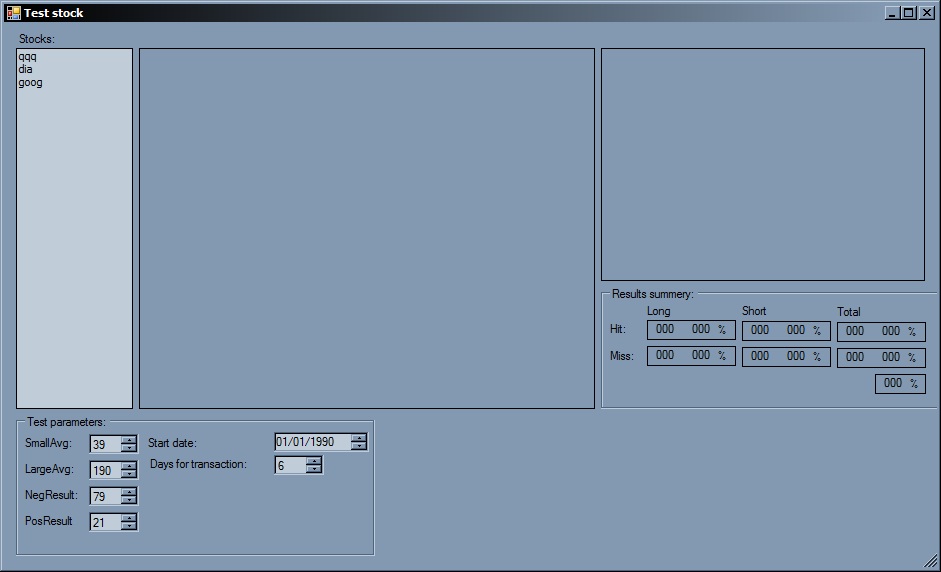 Test stock
Stocks:
qqq
dia
goog
Results summery:
Long Short Total
Hit: 000 000 % 000 000 % 000 000 %
Miss: 000 000 % 000 000 % 000 000 %
000 %
Test parameters:
SmallAvg: 39 Start date: 01/01/1990
LargeAvg: 190 Days for transaction: 6
NegResult: 79
PosResult 21